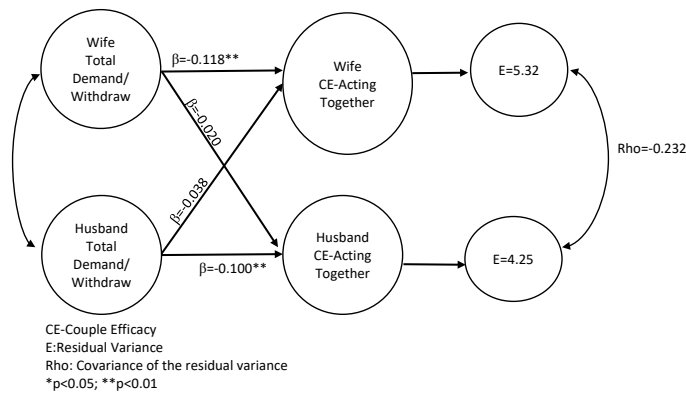 Wife
Total
Demand/
Withdraw
β=-0.118**
Wife
CE-Acting
Together
E=5.32
β=-0.020
Rho=-0.232
β=-0.038
Husband
Total
Demand/
Withdraw
β=-0.100**
Husband
CE-Acting
Together
E=4.25
CE-Couple Efficacy
E:Residual Variance
Rho: Covariance of the residual variance
*p<0.05; **p<0.01